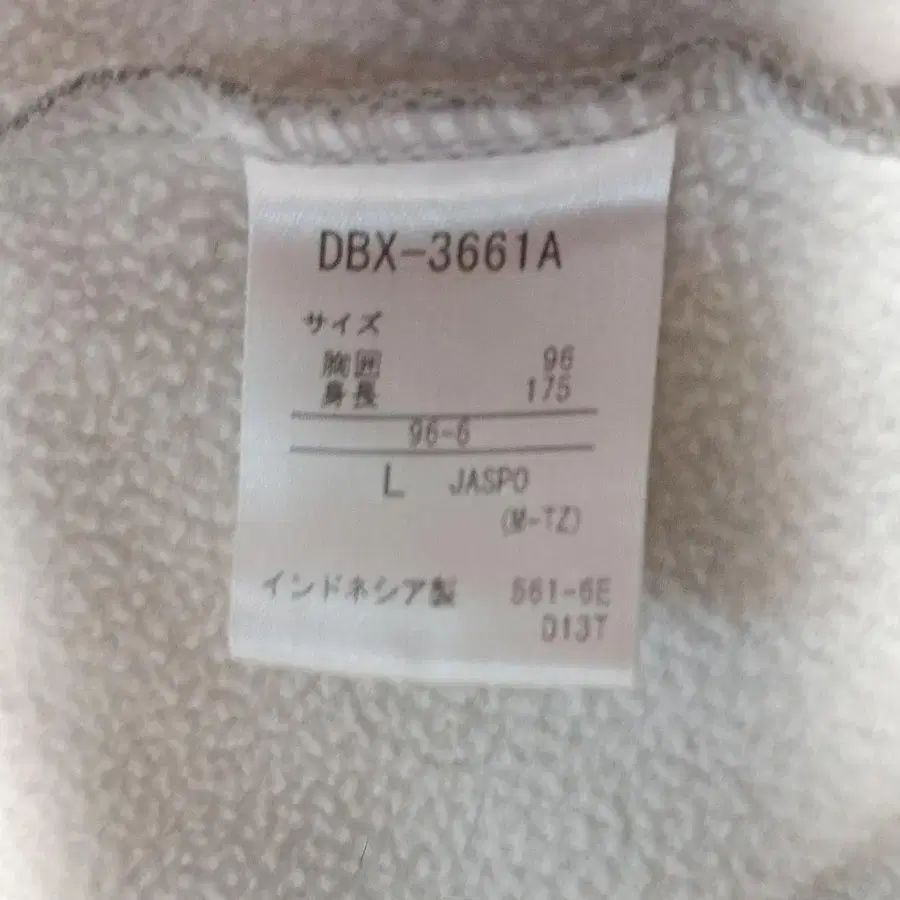 DBX-3661A
サイズ
胸囲 96
身長 175
96-6
L JASPO
(M-TZ)
インドネシア製 561-6E
D13T